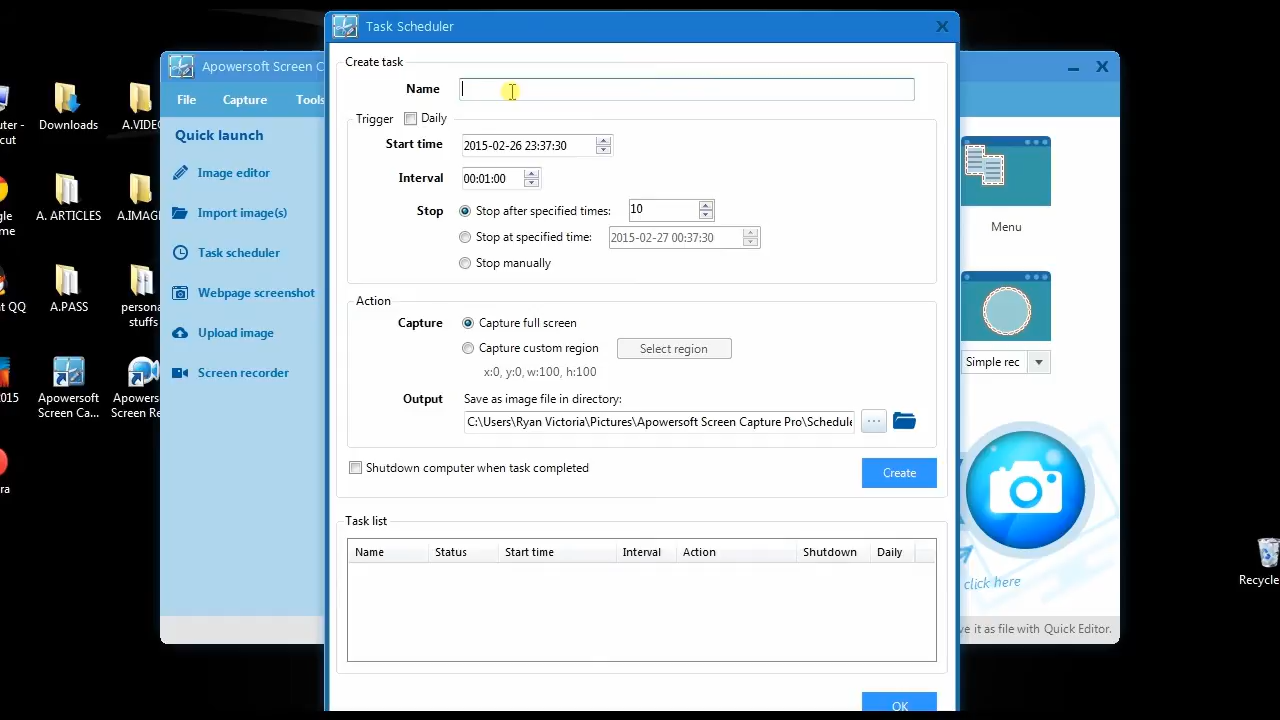 Task Scheduler
Apowersoft Screen C
File Capture Tools
Quick launch
Image editor
Import image(s)
Task scheduler
Webpage screenshot
Upload image
Screen recorder
Create task
Name
Trigger Daily
Start time 2015-02-26 23:37:30
Interval 00:01:00
Stop Stop after specified times: 10
Stop at specified time: 2015-02-27 00:37:30
Stop manually
Action
Capture Capture full screen
Capture custom region Select region
x:0, y:0, w:100, h:100
Output Save as image file in directory:
C:\Users\Ryan Victoria\Pictures\Apowersoft Screen Capture Pro\Schedule
...
Shutdown computer when task completed
Create
Task list
Name Status Start time Interval Action Shutdown Daily
OK
Menu
Simple rec
click here
ve it as file with Quick Editor.
Downloads
A.VIDEO
A. ARTICLES
A.IMAG
A.PASS
persona
stuffs
t QQ
2015
Apowersoft
Screen Ca...
Apowers
Screen Re
ra
Recycle
cut